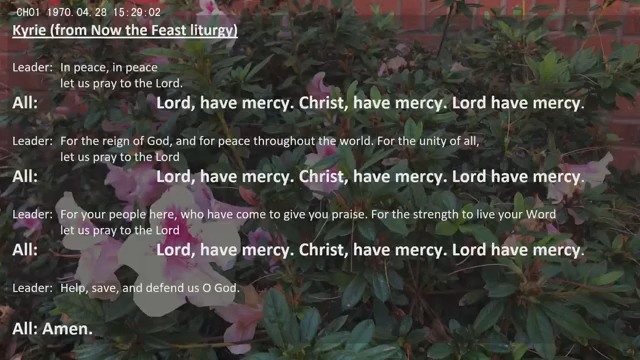 CH01 1970.04.28 15:29:02
Kyrie (from Now the Feast liturgy)
Leader: In peace, in peace
let us pray to the Lord.
All: Lord, have mercy. Christ, have mercy. Lord have mercy.
Leader: For the reign of God, and for peace throughout the world. For the unity of all,
let us pray to the Lord
All: Lord, have mercy. Christ, have mercy. Lord have mercy.
Leader: For your people here, who have come to give you praise. For the strength to live your Word
let us pray to the Lord
All: Lord, have mercy. Christ, have mercy. Lord have mercy.
Leader: Help, save, and defend us O God.
All: Amen.